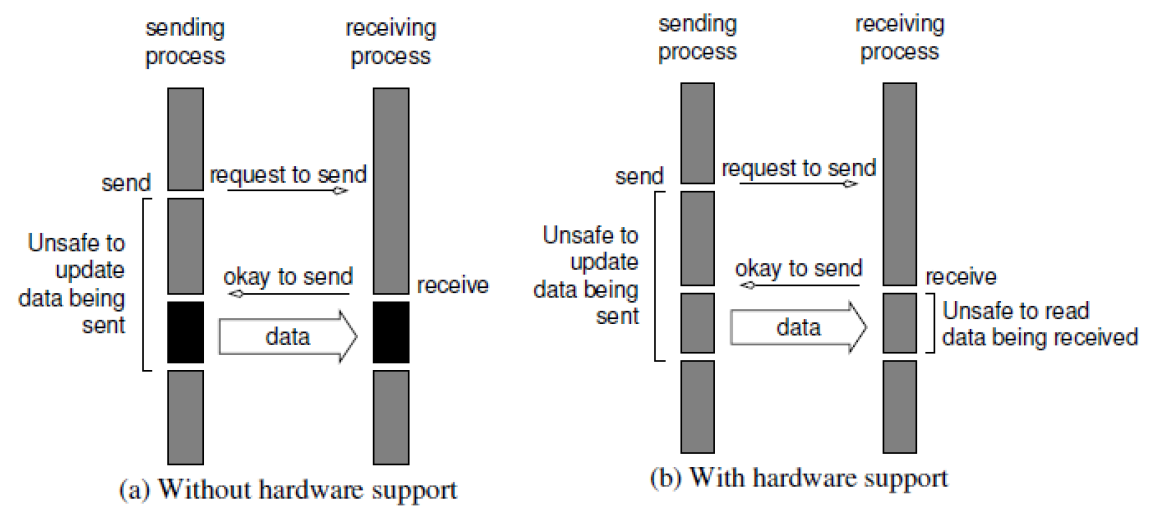 sending
process
receiving
process
send
request to send
Unsafe to
update
data being
sent
okay to send
receive
data
(a) Without hardware support
sending
process
receiving
process
send
request to send
Unsafe to
update
data being
sent
okay to send
receive
data
Unsafe to read
data being received
(b) With hardware support